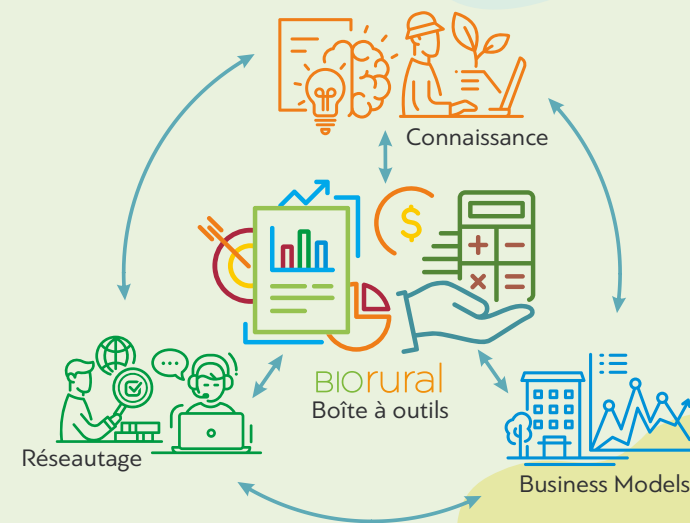 Connaissance
$
BIOrural
Boîte à outils
Réseautage
Business Models